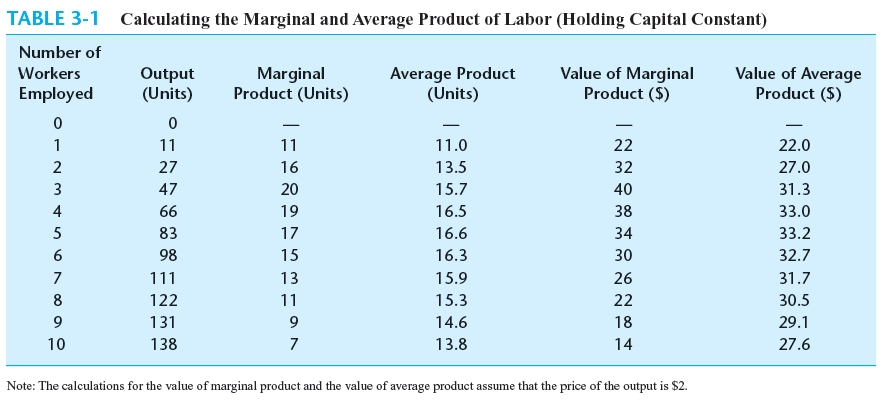 TABLE 3-1 Calculating the Marginal and Average Product of Labor (Holding Capital Constant)
Number of
Workers Output Marginal Average Product Value of Marginal Value of Average
Employed (Units) Product (Units) (Units) Product ($) Product ($)
0 0 — — — —
1 11 11 11.0 22 22.0
2 27 16 13.5 32 27.0
3 47 20 15.7 40 31.3
4 66 19 16.5 38 33.0
5 83 17 16.6 34 33.2
6 98 15 16.3 30 32.7
7 111 13 15.9 26 31.7
8 122 11 15.3 22 30.5
9 131 9 14.6 18 29.1
10 138 7 13.8 14 27.6
Note: The calculations for the value of marginal product and the value of average product assume that the price of the output is $2.